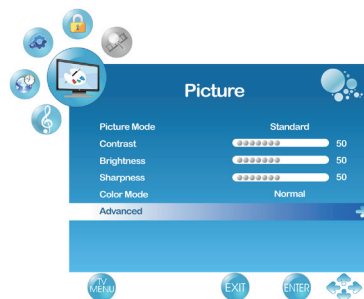 Picture
Picture Mode Standard
Contrast 50
Brightness 50
Sharpness 50
Color Mode Normal
Advanced
TV MENU EXIT ENTER